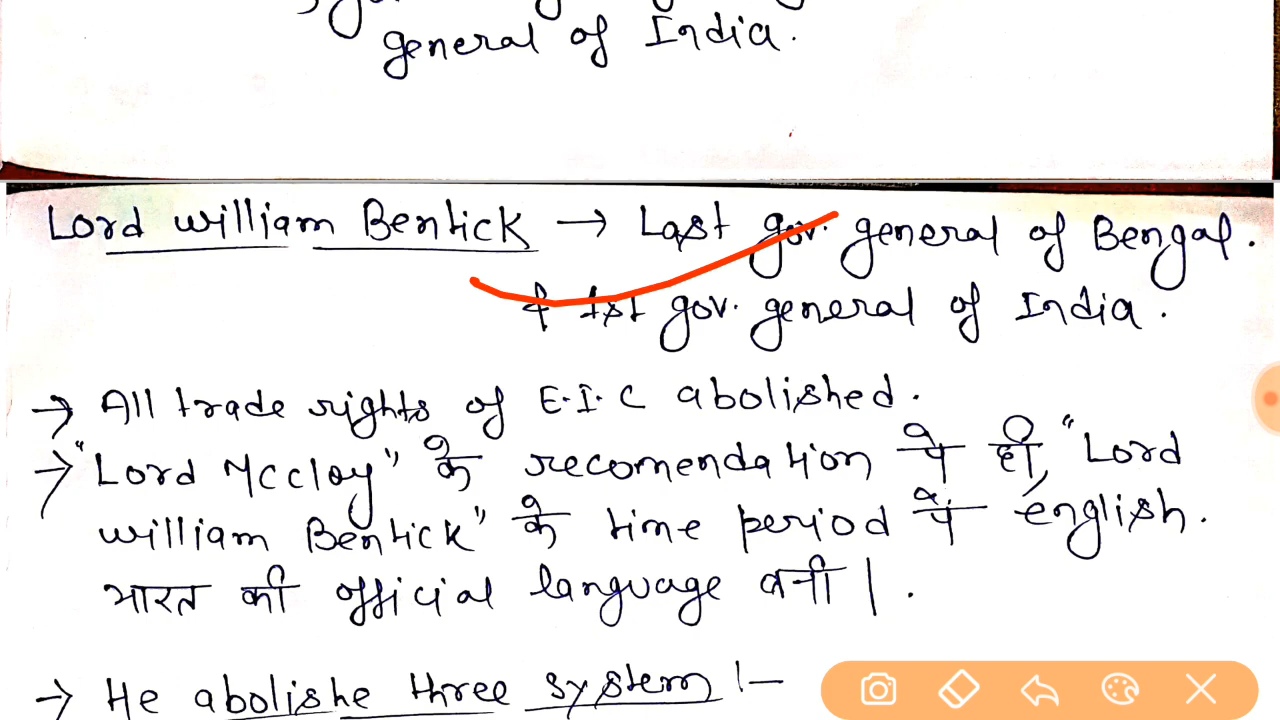 general of India.
Lord william Bentick → Last gov. general of Bengal.
& 1st gov. general of India.
→ All trade rights of E.I.C abolished.
→ "Lord Mccloy" के recomendation पे ही, "Lord
william Bentick" के time period पे english.
भारत की official language बनी |.
→ He abolishe three system !—